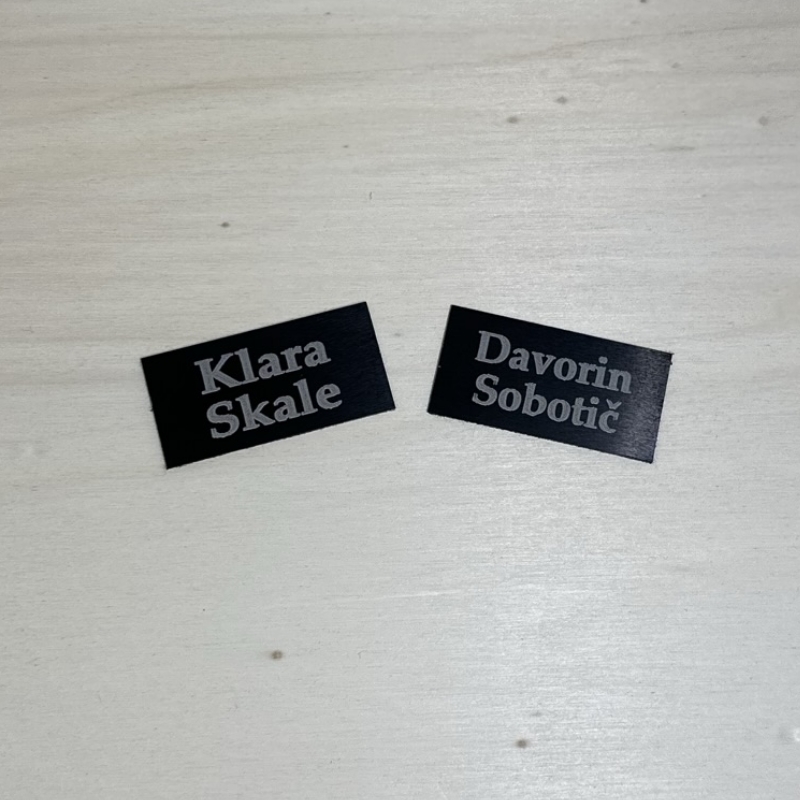 Klara
Skale
Davorin
Sobotič